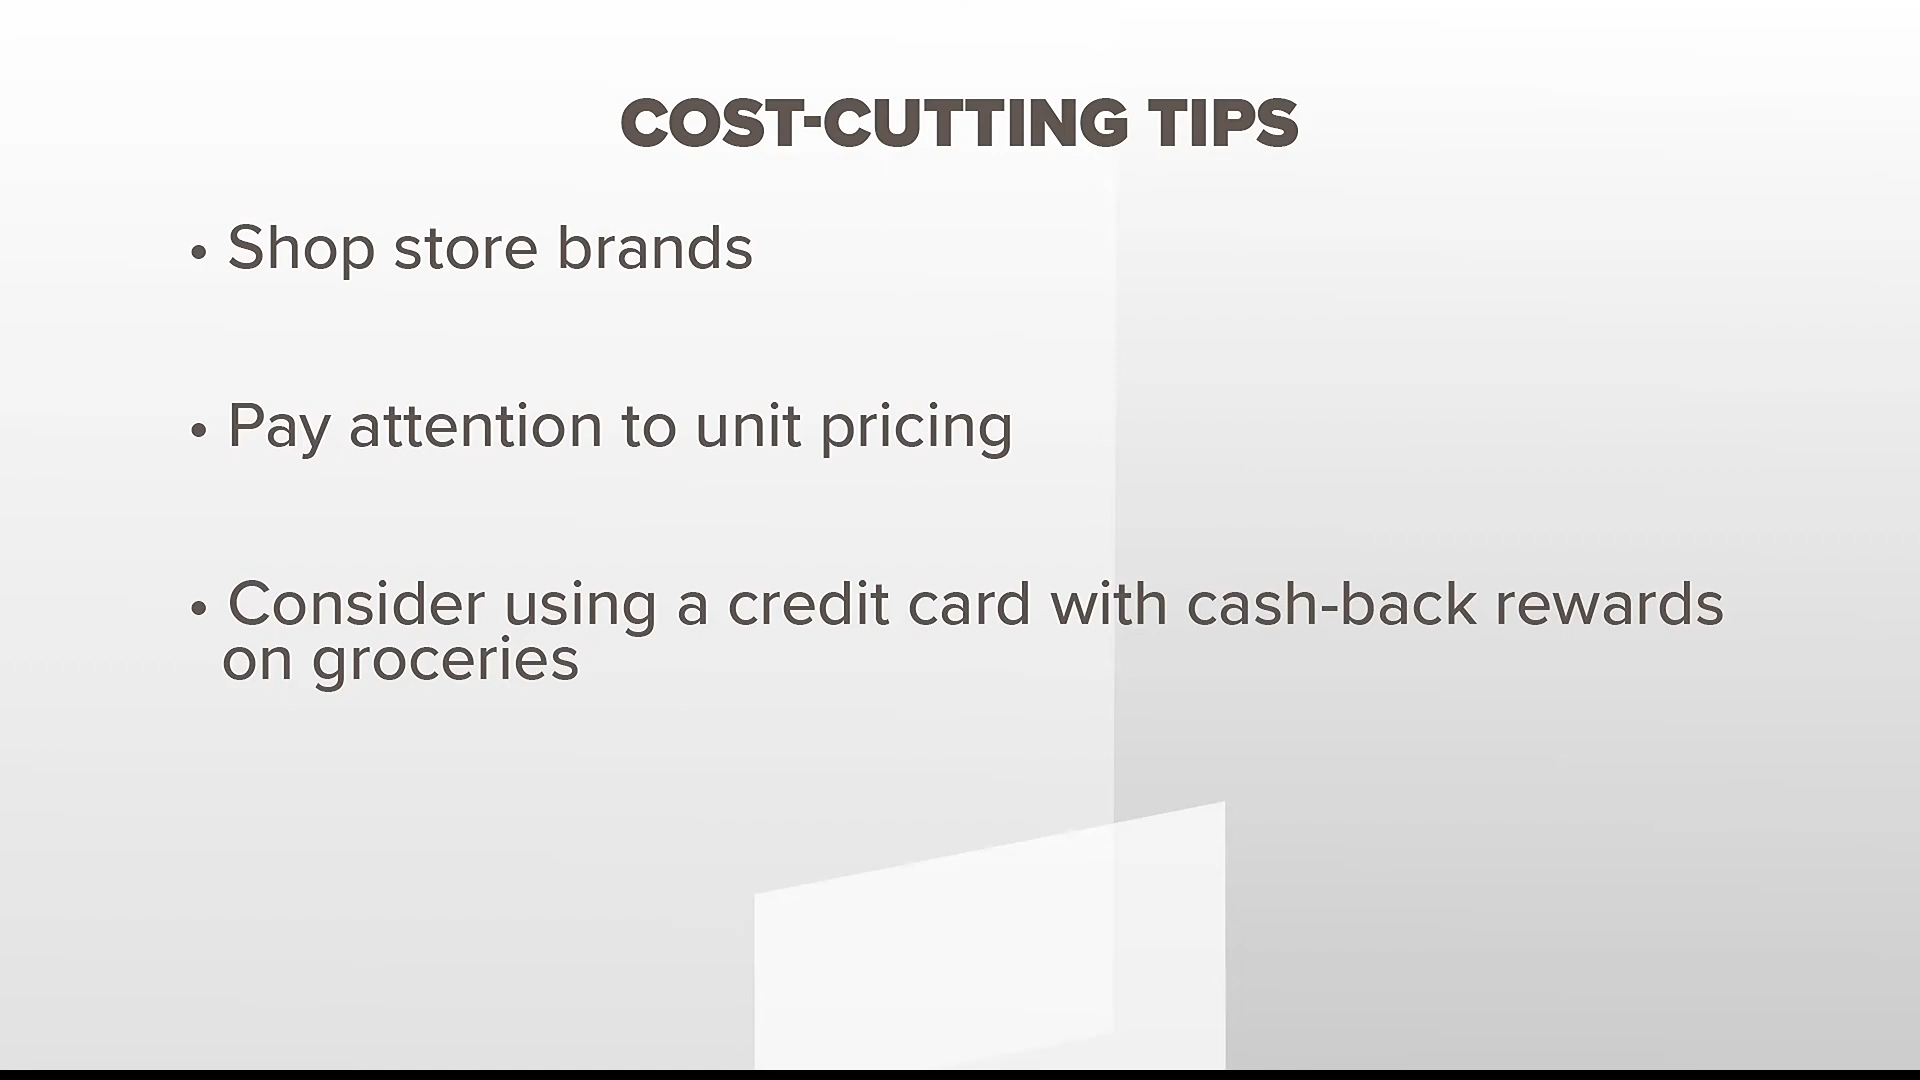 COST-CUTTING TIPS
• Shop store brands
• Pay attention to unit pricing
• Consider using a credit card with cash-back rewards
on groceries